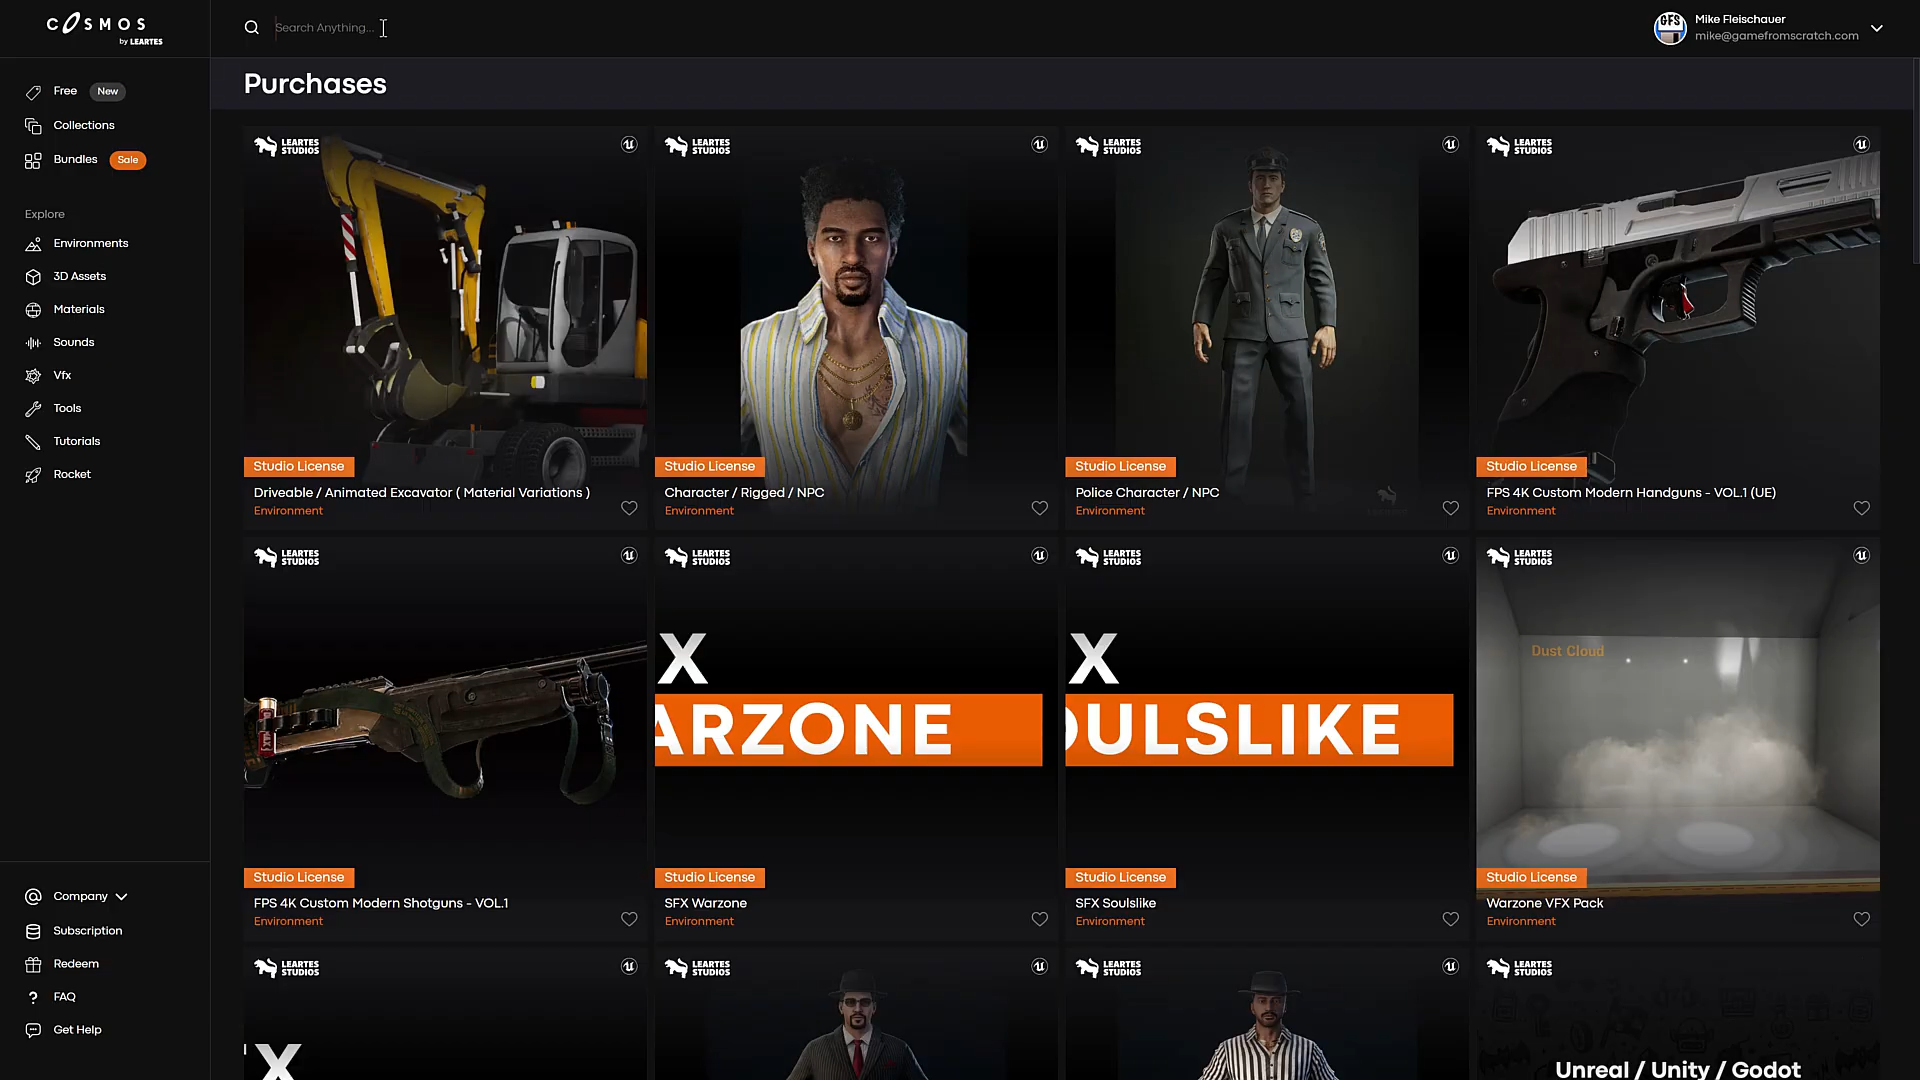 COSMOS
by LEARTES
Search Anything...
Mike Fleischauer
mike@gamefromscratch.com
GFS
Free
New
Collections
Bundles
Sale
Explore
Environments
3D Assets
Materials
Sounds
Vfx
Tools
Tutorials
Rocket
Company
Subscription
Redeem
FAQ
Get Help
Purchases
LEARTES
STUDIOS
Studio License
Driveable / Animated Excavator ( Material Variations )
Environment
LEARTES
STUDIOS
Studio License
Character / Rigged / NPC
Environment
LEARTES
STUDIOS
Studio License
Police Character / NPC
Environment
LEARTES
STUDIOS
Studio License
FPS 4K Custom Modern Handguns - VOL.1 (UE)
Environment
LEARTES
STUDIOS
Studio License
FPS 4K Custom Modern Shotguns - VOL.1
Environment
LEARTES
STUDIOS
X
ARZONE
Studio License
SFX Warzone
Environment
LEARTES
STUDIOS
X
OULSLIKE
Studio License
SFX Soulslike
Environment
LEARTES
STUDIOS
Dust Cloud
Studio License
Warzone VFX Pack
Environment
LEARTES
STUDIOS
X
LEARTES
STUDIOS
LEARTES
STUDIOS
LEARTES
STUDIOS
Unreal / Unity / Godot